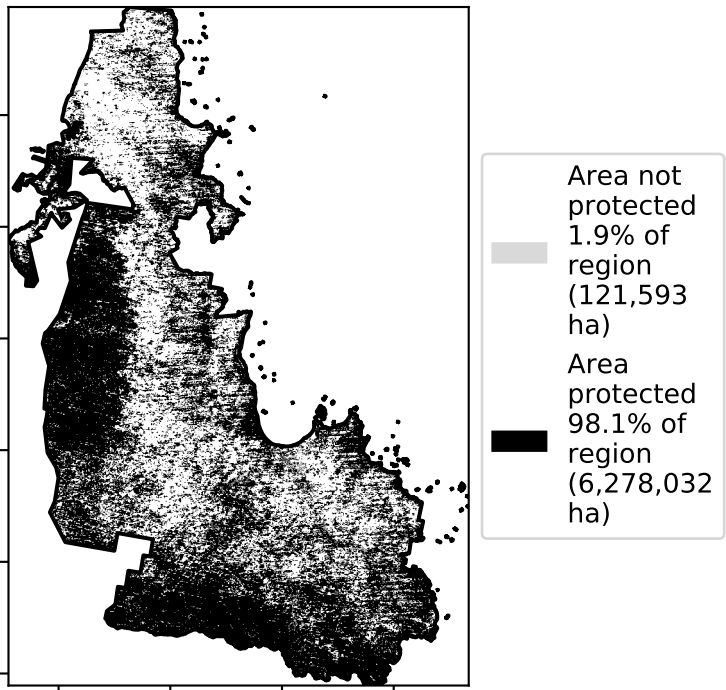 Area not
protected
1.9% of
region
(121,593
ha)
Area
protected
98.1% of
region
(6,278,032
ha)